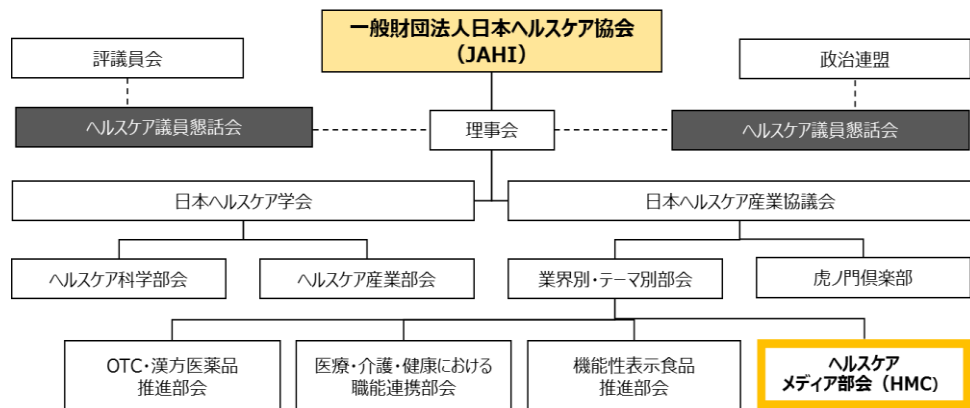 一般財団法人日本ヘルスケア協会
（JAHI）
評議員会
政治連盟
ヘルスケア議員懇話会
理事会
ヘルスケア議員懇話会
日本ヘルスケア学会
日本ヘルスケア産業協議会
ヘルスケア科学部会
ヘルスケア産業部会
業界別・テーマ別部会
虎ノ門倶楽部
OTC・漢方医薬品
推進部会
医療・介護・健康における
職能連携部会
機能性表示食品
推進部会
ヘルスケア
メディア部会（HMC）